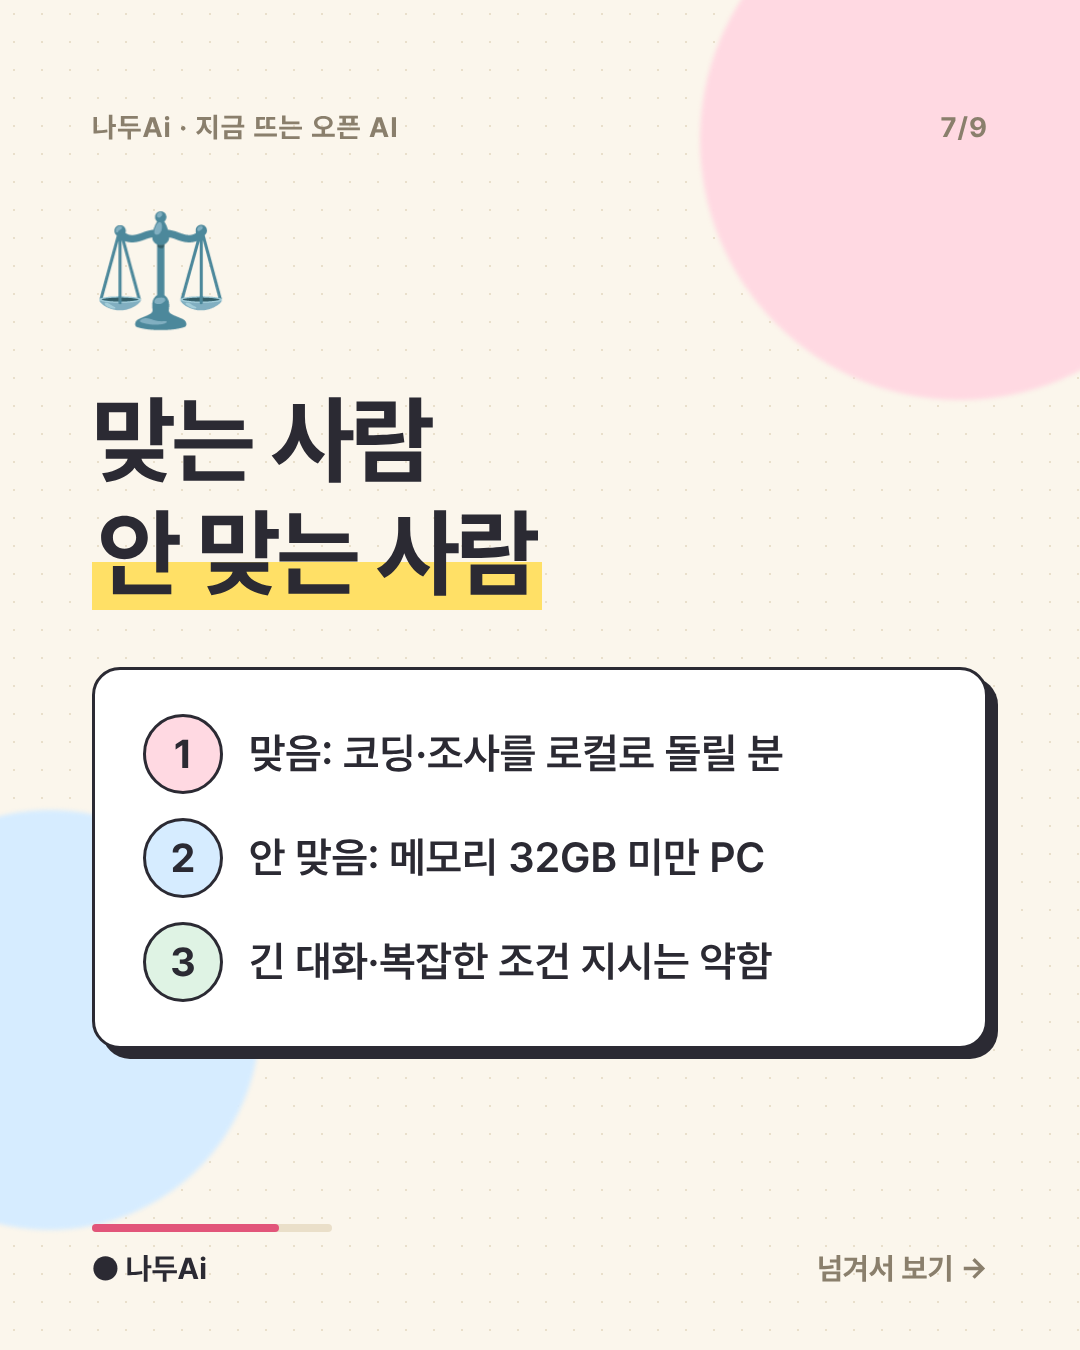 나두Ai · 지금 뜨는 오픈 AI
7/9
맞는 사람
안 맞는 사람
1 맞음: 코딩·조사를 로컬로 돌릴 분
2 안 맞음: 메모리 32GB 미만 PC
3 긴 대화·복잡한 조건 지시는 약함
나두Ai
넘겨서 보기 →